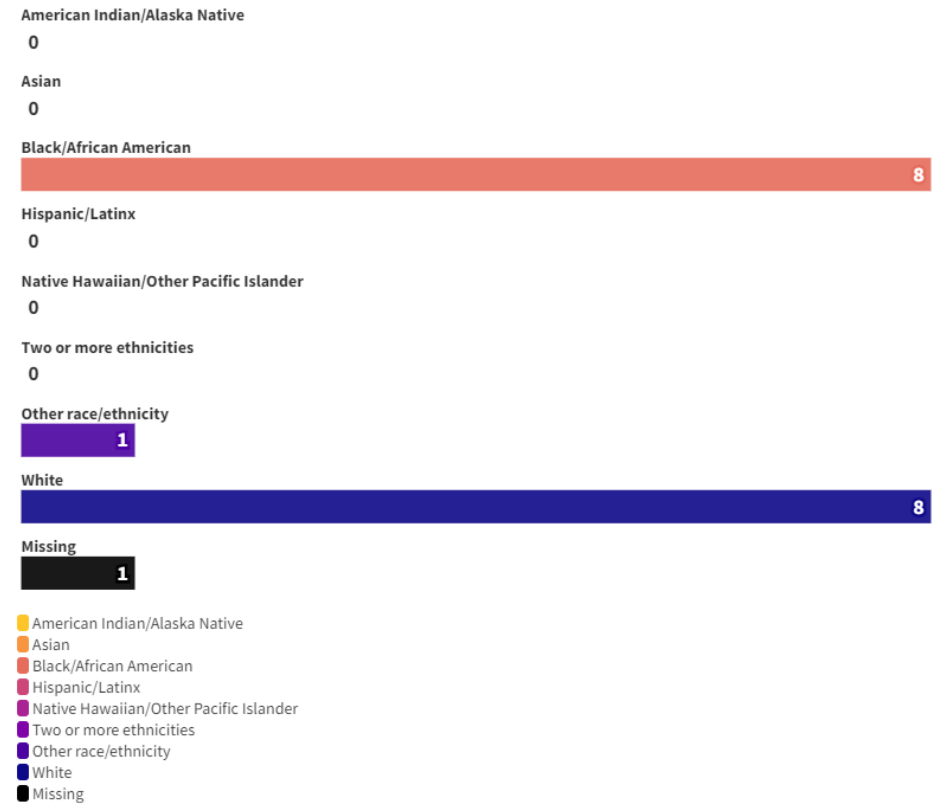 American Indian/Alaska Native
0
Asian
0
Black/African American
8
Hispanic/Latinx
0
Native Hawaiian/Other Pacific Islander
0
Two or more ethnicities
0
Other race/ethnicity
1
White
8
Missing
1
American Indian/Alaska Native
Asian
Black/African American
Hispanic/Latinx
Native Hawaiian/Other Pacific Islander
Two or more ethnicities
Other race/ethnicity
White
Missing